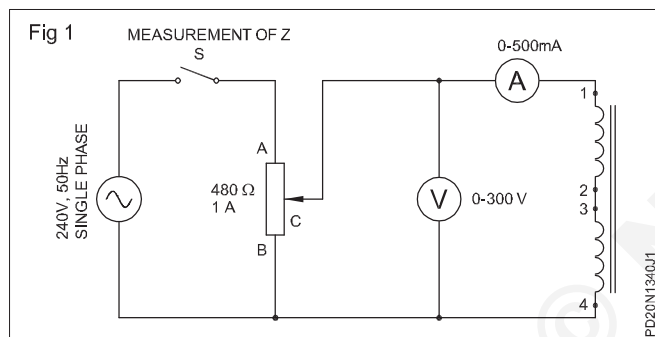 Fig 1
MEASUREMENT OF Z
S
0-500mA
A
1
240V, 50Hz
SINGLE PHASE
A
480 Ω
1 A
C
B
V
0-300 V
2
3
4
PD20N1340J1